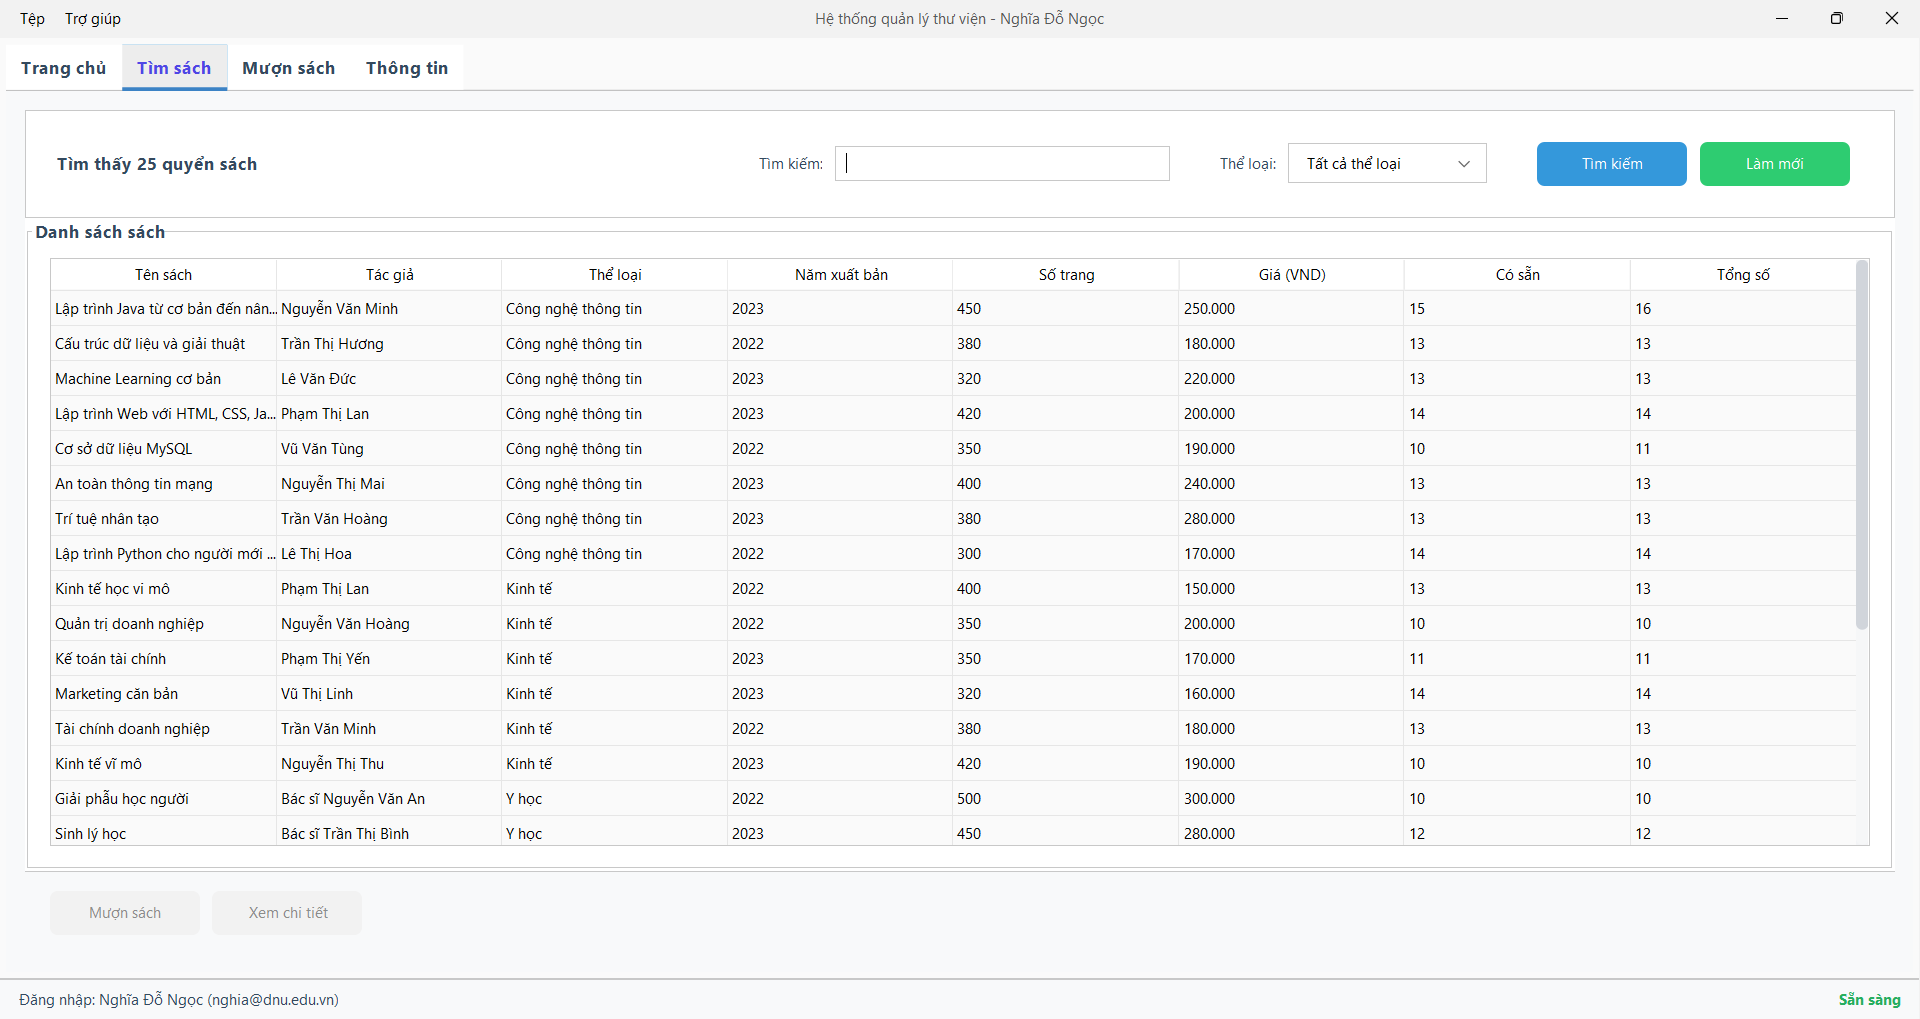 Tệp Trợ giúp Hệ thống quản lý thư viện - Nghĩa Đỗ Ngọc
Trang chủ Tìm sách Mượn sách Thông tin
Tìm thấy 25 quyển sách Tìm kiếm: Thể loại: Tất cả thể loại Tìm kiếm Làm mới
Danh sách sách
Tên sách Tác giả Thể loại Năm xuất bản Số trang Giá (VND) Có sẵn Tổng số
Lập trình Java từ cơ bản đến nân... Nguyễn Văn Minh Công nghệ thông tin 2023 450 250.000 15 16
Cấu trúc dữ liệu và giải thuật Trần Thị Hương Công nghệ thông tin 2022 380 180.000 13 13
Machine Learning cơ bản Lê Văn Đức Công nghệ thông tin 2023 320 220.000 13 13
Lập trình Web với HTML, CSS, Ja... Phạm Thị Lan Công nghệ thông tin 2023 420 200.000 14 14
Cơ sở dữ liệu MySQL Vũ Văn Tùng Công nghệ thông tin 2022 350 190.000 10 11
An toàn thông tin mạng Nguyễn Thị Mai Công nghệ thông tin 2023 400 240.000 13 13
Trí tuệ nhân tạo Trần Văn Hoàng Công nghệ thông tin 2023 380 280.000 13 13
Lập trình Python cho người mới ... Lê Thị Hoa Công nghệ thông tin 2022 300 170.000 14 14
Kinh tế học vi mô Phạm Thị Lan Kinh tế 2022 400 150.000 13 13
Quản trị doanh nghiệp Nguyễn Văn Hoàng Kinh tế 2022 350 200.000 10 10
Kế toán tài chính Phạm Thị Yến Kinh tế 2023 350 170.000 11 11
Marketing căn bản Vũ Thị Linh Kinh tế 2023 320 160.000 14 14
Tài chính doanh nghiệp Trần Văn Minh Kinh tế 2022 380 180.000 13 13
Kinh tế vĩ mô Nguyễn Thị Thu Kinh tế 2023 420 190.000 10 10
Giải phẫu học người Bác sĩ Nguyễn Văn An Y học 2022 500 300.000 10 10
Sinh lý học Bác sĩ Trần Thị Bình Y học 2023 450 280.000 12 12
Mượn sách Xem chi tiết
Đăng nhập: Nghĩa Đỗ Ngọc (nghia@dnu.edu.vn) Sẵn sàng